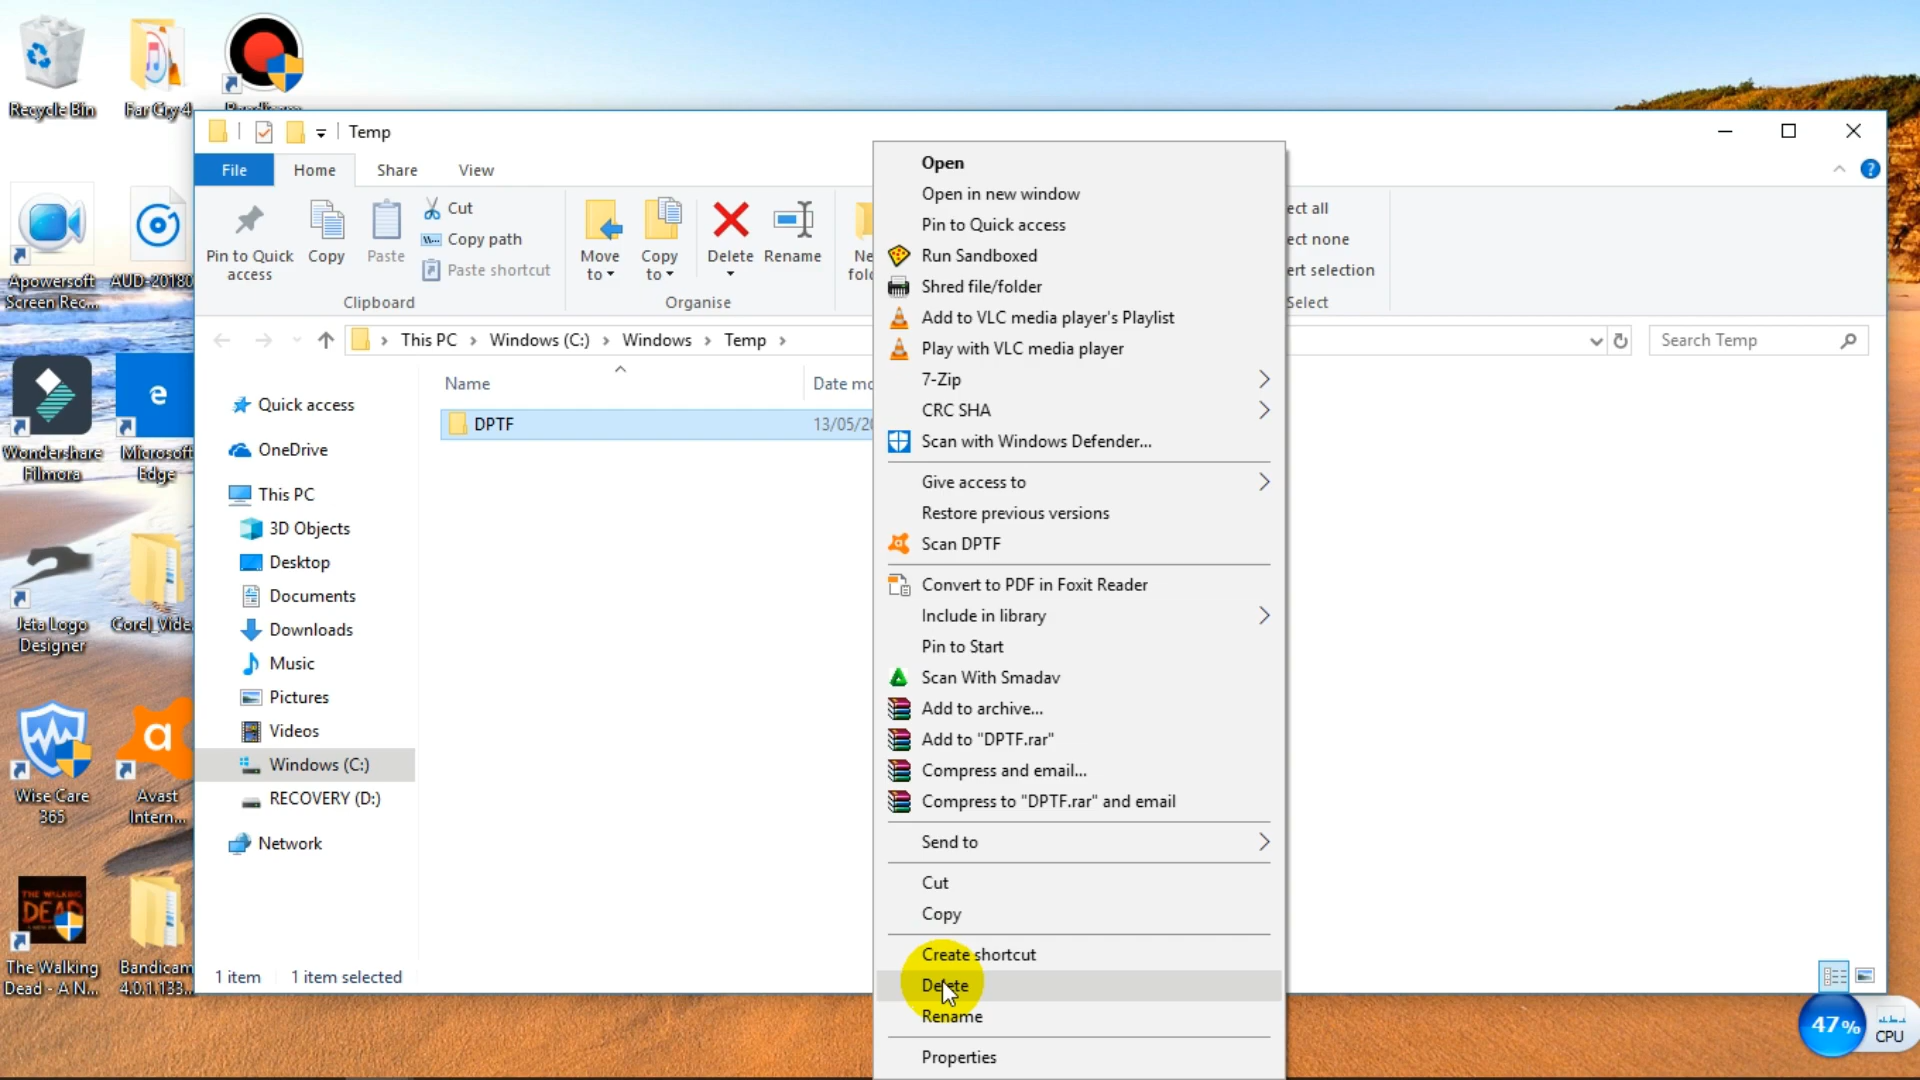 Recycle Bin
Far Cry 4
Bandicam
Temp
File
Home
Share
View
Pin to Quick
access
Copy
Paste
Cut
Copy path
Paste shortcut
Clipboard
Move
to
Copy
to
Delete
Rename
Organise
Ne
fol
ect all
ect none
ert selection
Select
This PC
Windows (C:)
Windows
Temp
Search Temp
Name
Date mo
DPTF
13/05/20
Quick access
OneDrive
This PC
3D Objects
Desktop
Documents
Downloads
Music
Pictures
Videos
Windows (C:)
RECOVERY (D:)
Network
1 item
1 item selected
Open
Open in new window
Pin to Quick access
Run Sandboxed
Shred file/folder
Add to VLC media player's Playlist
Play with VLC media player
7-Zip
CRC SHA
Scan with Windows Defender...
Give access to
Restore previous versions
Scan DPTF
Convert to PDF in Foxit Reader
Include in library
Pin to Start
Scan With Smadav
Add to archive...
Add to "DPTF.rar"
Compress and email...
Compress to "DPTF.rar" and email
Send to
Cut
Copy
Create shortcut
Delete
Rename
Properties
Apowersoft
Screen Rec...
AUD-20180
Wondershare
Filmora
Microsoft
Edge
Jeta Logo
Designer
Corel_Vide
Wise Care
365
Avast
Intern...
THE WALKING
DEAD
The Walking
Dead - A N...
Bandicam
4.0.1.133...
47%
CPU